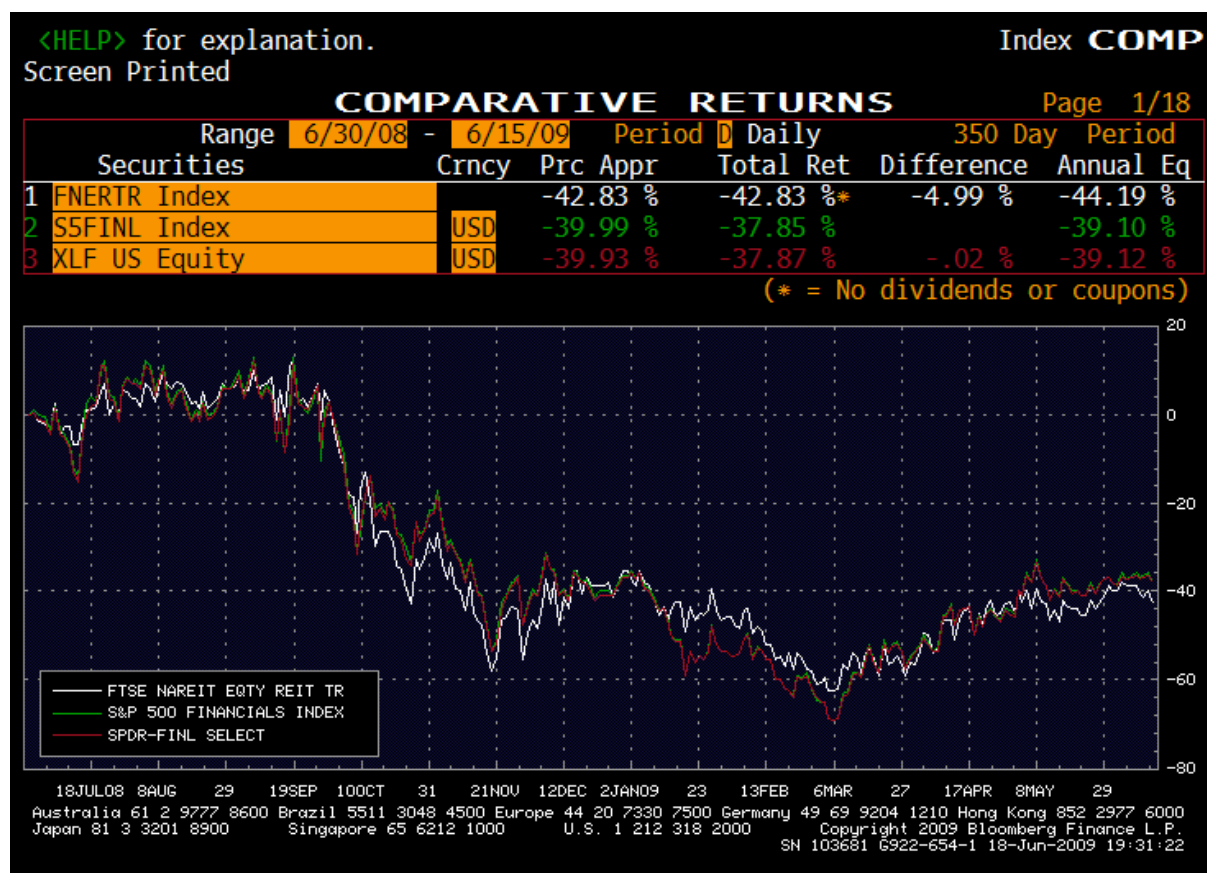 <HELP> for explanation. Index COMP
Screen Printed
COMPARATIVE RETURNS Page 1/18
Range 6/30/08 - 6/15/09 Period D Daily 350 Day Period
Securities Crncy Prc Appr Total Ret Difference Annual Eq
1 FNERTR Index -42.83 % -42.83 %* -4.99 % -44.19 %
2 S5FINL Index USD -39.99 % -37.85 % -39.10 %
3 XLF US Equity USD -39.93 % -37.87 % -.02 % -39.12 %
(* = No dividends or coupons)
20
0
-20
-40
-60
-80
FTSE NAREIT EQTY REIT TR
S&P 500 FINANCIALS INDEX
SPDR-FINL SELECT
18JUL08 8AUG 29 19SEP 10OCT 31 21NOV 12DEC 2JAN09 23 13FEB 6MAR 27 17APR 8MAY 29
Australia 61 2 9777 8600 Brazil 5511 3048 4500 Europe 44 20 7330 7500 Germany 49 69 9204 1210 Hong Kong 852 2977 6000
Japan 81 3 3201 8900 Singapore 65 6212 1000 U.S. 1 212 318 2000 Copyright 2009 Bloomberg Finance L.P.
SN 103681 G922-654-1 18-Jun-2009 19:31:22